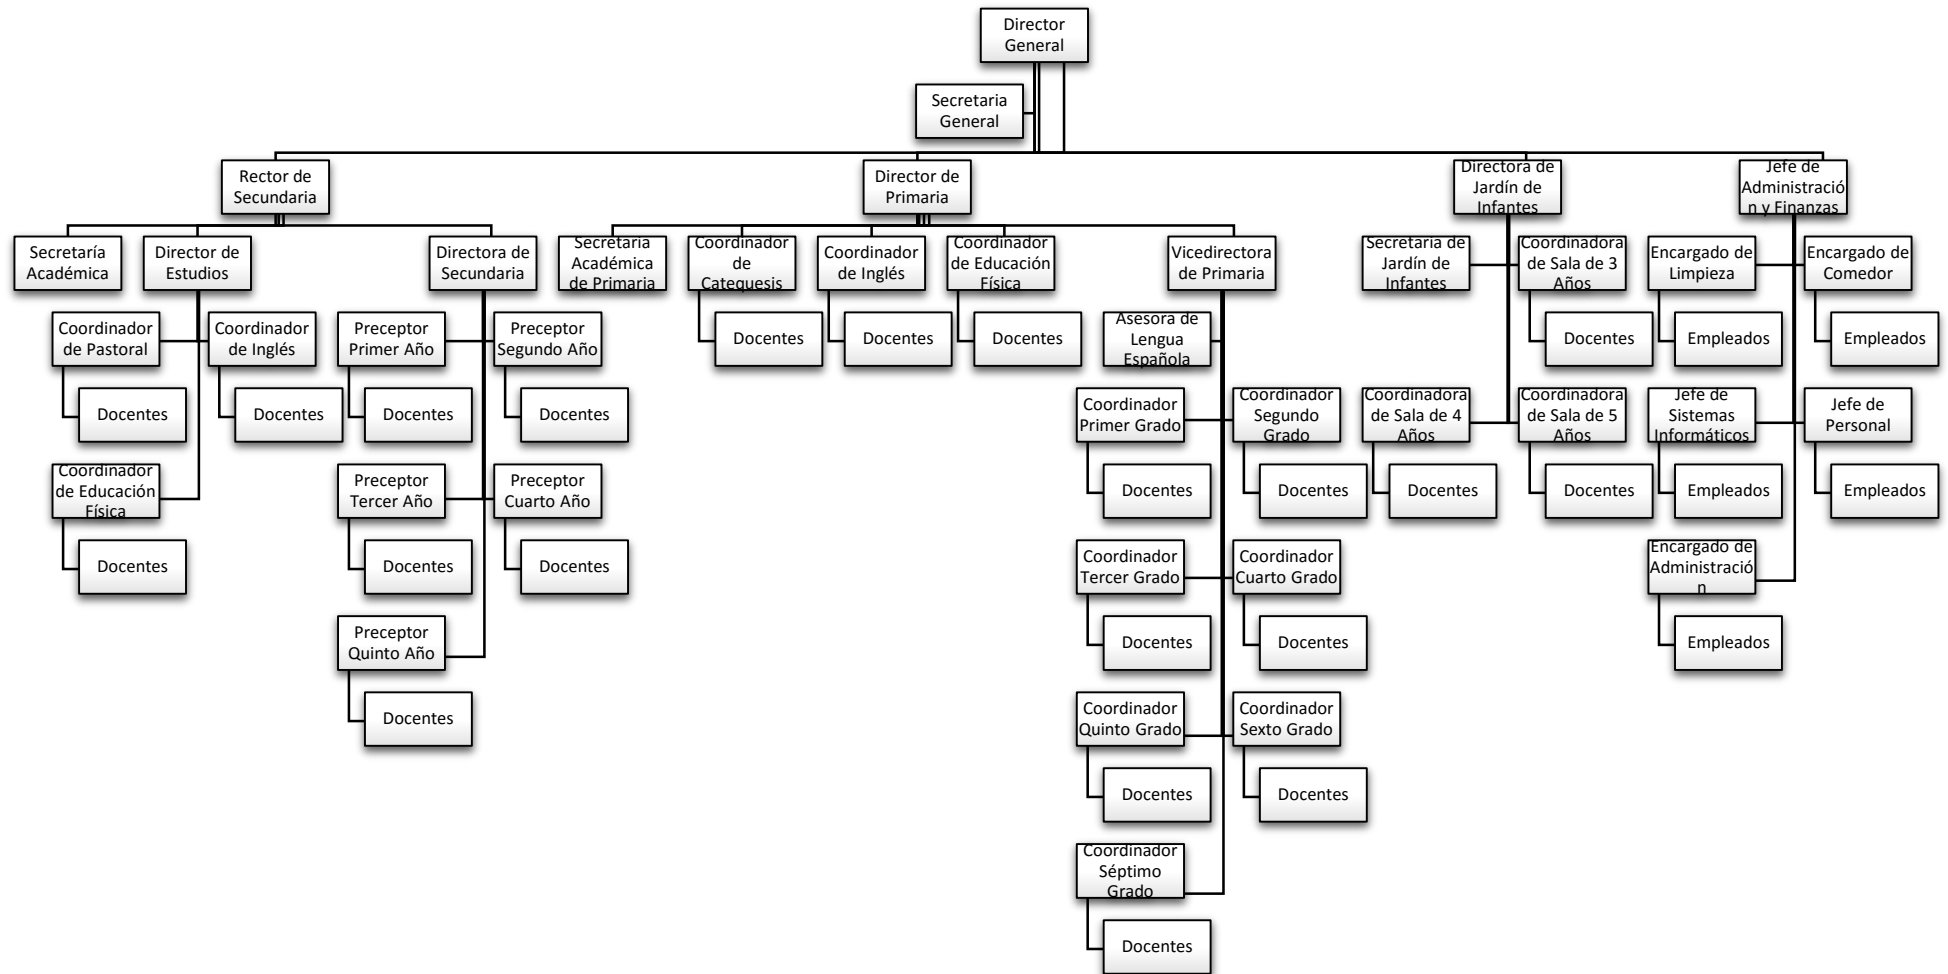 Director
General
Secretaria
General
Rector de
Secundaria
Director de
Primaria
Directora de
Jardín de
Infantes
Jefe de
Administració
n y Finanzas
Secretaría
Académica
Director de
Estudios
Directora de
Secundaria
Secretaria
Académica
de Primaria
Coordinador
de
Catequesis
Coordinador
de Inglés
Coordinador
de Educación
Física
Vicedirectora
de Primaria
Secretaria de
Jardín de
Infantes
Coordinadora
de Sala de 3
Años
Encargado de
Limpieza
Encargado de
Comedor
Coordinador
de Pastoral
Coordinador
de Inglés
Preceptor
Primer Año
Preceptor
Segundo Año
Docentes
Docentes
Docentes
Asesora de
Lengua
Española
Docentes
Empleados
Empleados
Docentes
Docentes
Docentes
Docentes
Coordinador
Primer Grado
Coordinador
Segundo
Grado
Coordinadora
de Sala de 4
Años
Coordinadora
de Sala de 5
Años
Jefe de
Sistemas
Informáticos
Jefe de
Personal
Coordinador
de Educación
Física
Preceptor
Tercer Año
Preceptor
Cuarto Año
Docentes
Docentes
Docentes
Docentes
Empleados
Empleados
Docentes
Docentes
Docentes
Coordinador
Tercer Grado
Coordinador
Cuarto Grado
Encargado de
Administració
n
Preceptor
Quinto Año
Docentes
Docentes
Empleados
Docentes
Coordinador
Quinto Grado
Coordinador
Sexto Grado
Docentes
Docentes
Coordinador
Séptimo
Grado
Docentes